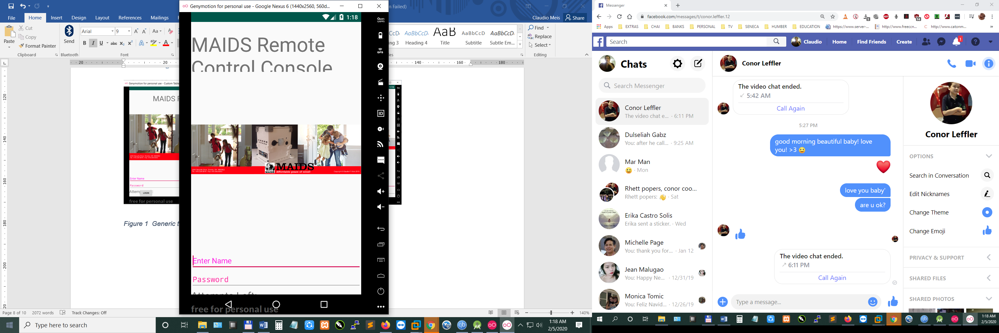 Genymotion for personal use - Google Nexus 6 (1440x2560, 560d...
n Failed)
File
Home
Insert
Design
Layout
References
Mailings
Claudio Meis
Share
Paste
Cut
Copy
Format Painter
Clipboard
Send
Bluetooth
Arial
9
Font
Heading 4
Title
Subtitle
Subtle Em...
Find
Replace
Select
Editing
Open
GAPPS
GPS
ID
1:18
MAIDS Remote
Control Console
MAIDS
Affordable peace of mind!
Enter Name
Password
Attempts Left:
free for personal use
Genymotion for personal use - Custom Table
MAIDS R
Enter Name
Password
LOGIN
free for personal use
Figure 1 Generic t
Page 8 of 10
2072 words
Track Changes: Off
140%
Type here to search
1:18 AM
2/5/2020
Messenger
facebook.com/messages/t/conor.leffler.12
Apps
EXTRAS
CHAI
BANKS
PERSONAL
TV
SENECA
HUMBER
EDUCATION
https://www.server-...
http://www.freeccn...
http://www.catonm...
Search
Claudio
Home
Find Friends
Create
1
Chats
Search Messenger
Conor Leffler
The video chat e... · 6:11 PM
Dulseliah Gabz
You: after he call... · 9:25 AM
Mar Man
· Mon
Rhett popers, conor coo...
Rhett popers: 👋 · Sat
Erika Castro Solis
Erika sent a sticker. · Wed
Michelle Page
You: thank you for... · Jan 12
Jean Malugao
You: Happy Ne... · 12/31/19
Monica Tomic
You: Feliz Navid... · 12/26/19
Conor Leffler
The video chat ended.
5:42 AM
Call Again
5:27 PM
good morning beautiful baby! love
you! >3 🙂
love you baby'
are u ok?
The video chat ended.
6:11 PM
Call Again
Type a message...
Conor Leffler
OPTIONS
Search in Conversation
Edit Nicknames
Change Theme
Change Emoji
PRIVACY & SUPPORT
SHARED FILES
SHARED PHOTOS
1:18 AM
2/5/2020